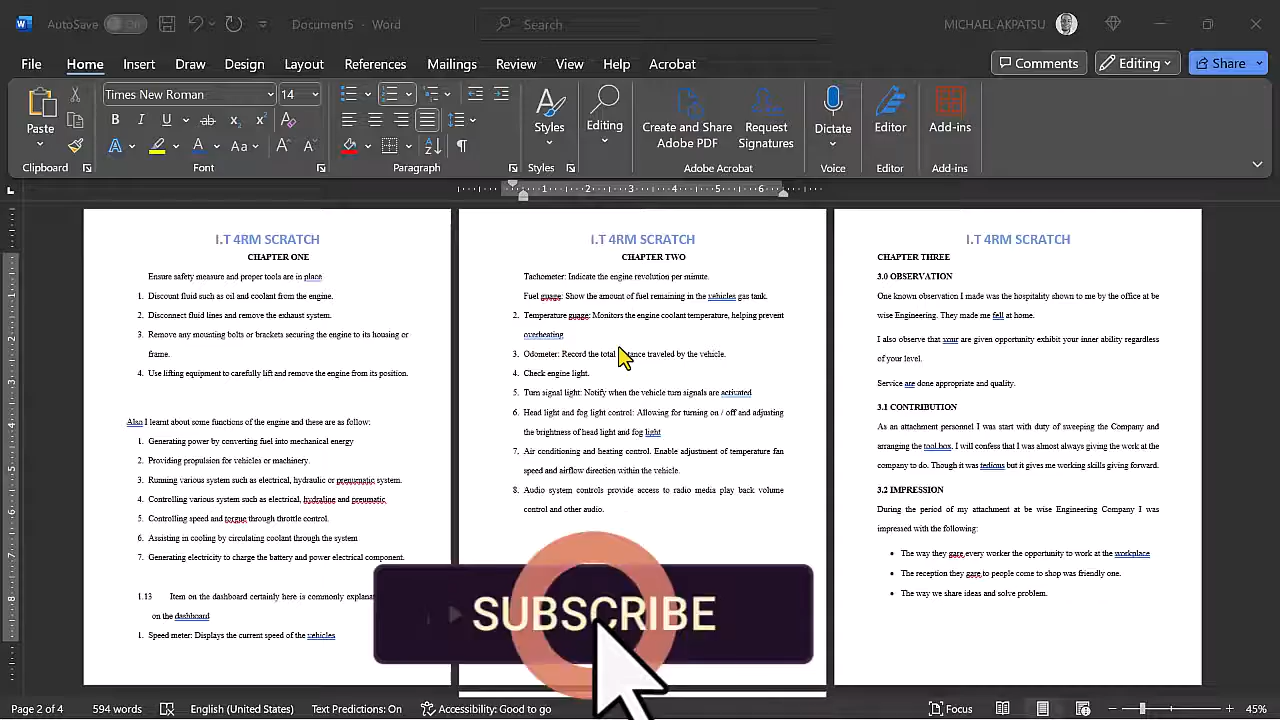 AutoSave On Document5 - Word Search MICHAEL AKPATSU
File Home Insert Draw Design Layout References Mailings Review View Help Acrobat Comments Editing Share
Times New Roman 14
Paste Styles Editing Create and Share Adobe PDF Request Signatures Dictate Editor Add-ins
Clipboard Font Paragraph Styles Adobe Acrobat Voice Editor Add-ins
1 2 3 4 5 6
I.T 4RM SCRATCH
CHAPTER ONE
Ensure safety measure and proper tools are in place
1. Discount fluid such as oil and coolant from the engine.
2. Disconnect fluid lines and remove the exhaust system.
3. Remove any mounting bolts or brackets securing the engine to its housing or
frame.
4. Use lifting equipment to carefully lift and remove the engine from its position.
Also I learnt about some functions of the engine and these are as follow:
1. Generating power by converting fuel into mechanical energy
2. Providing propulsion for vehicles or machinery.
3. Running various system such as electrical, hydraulic or prenumatic system.
4. Controlling various system such as electrical, hydraline and preumatic
5. Controlling speed and torgue through throttle control.
6. Assisting in cooling by circulating coolant through the system
7. Generating electricity to charge the battery and power electrical component.
1.13 Item on the dashboard certainly here is commonly
on the dashboard
1. Speed meter: Displays the current speed of the vehicles
I.T 4RM SCRATCH
CHAPTER TWO
Tachometer: Indicate the engine revolution per minute.
Fuel guage: Show the amount of fuel remaining in the vehicles gas tank.
2. Temperature guage: Monitors the engine coolant temperature, helping prevent
overheating
3. Odometer: Record the total traveled by the vehicle.
4. Check engine light.
5. Turn signal light: Notify when the vehicle turn signals are activated
6. Head light and fog light control: Allowing for turning on / off and adjusting
the brightness of head light and fog light
7. Air conditioning and heating control. Enable adjustment of temperature fan
speed and airflow direction within the vehicle.
8. Audio system controls provide access to radio media play back volume
control and other audio.
I.T 4RM SCRATCH
CHAPTER THREE
3.0 OBSERVATION
One known observation I made was the hospitality shown to me by the office at be
wise Engineering. They made me fell at home.
I also observe that your are given opportunity exhibit your inner ability regardless
of your level.
Service are done appropriate and quality.
3.1 CONTRIBUTION
As an attachment personnel I was start with duty of sweeping the Company and
arranging the tool.box. I will confess that I was almost always giving the work at the
company to do. Though it was tedious but it gives me working skills giving forward.
3.2 IMPRESSION
During the period of my attachment at be wise Engineering Company I was
impressed with the following:
• The way they gare every worker the opportunity to work at the workplace
• The reception they gare to people come to shop was friendly one.
• The way we share ideas and solve problem.
SUBSCRIBE
Page 2 of 4 594 words English (United States) Text Predictions: On Accessibility: Good to go Focus 45%